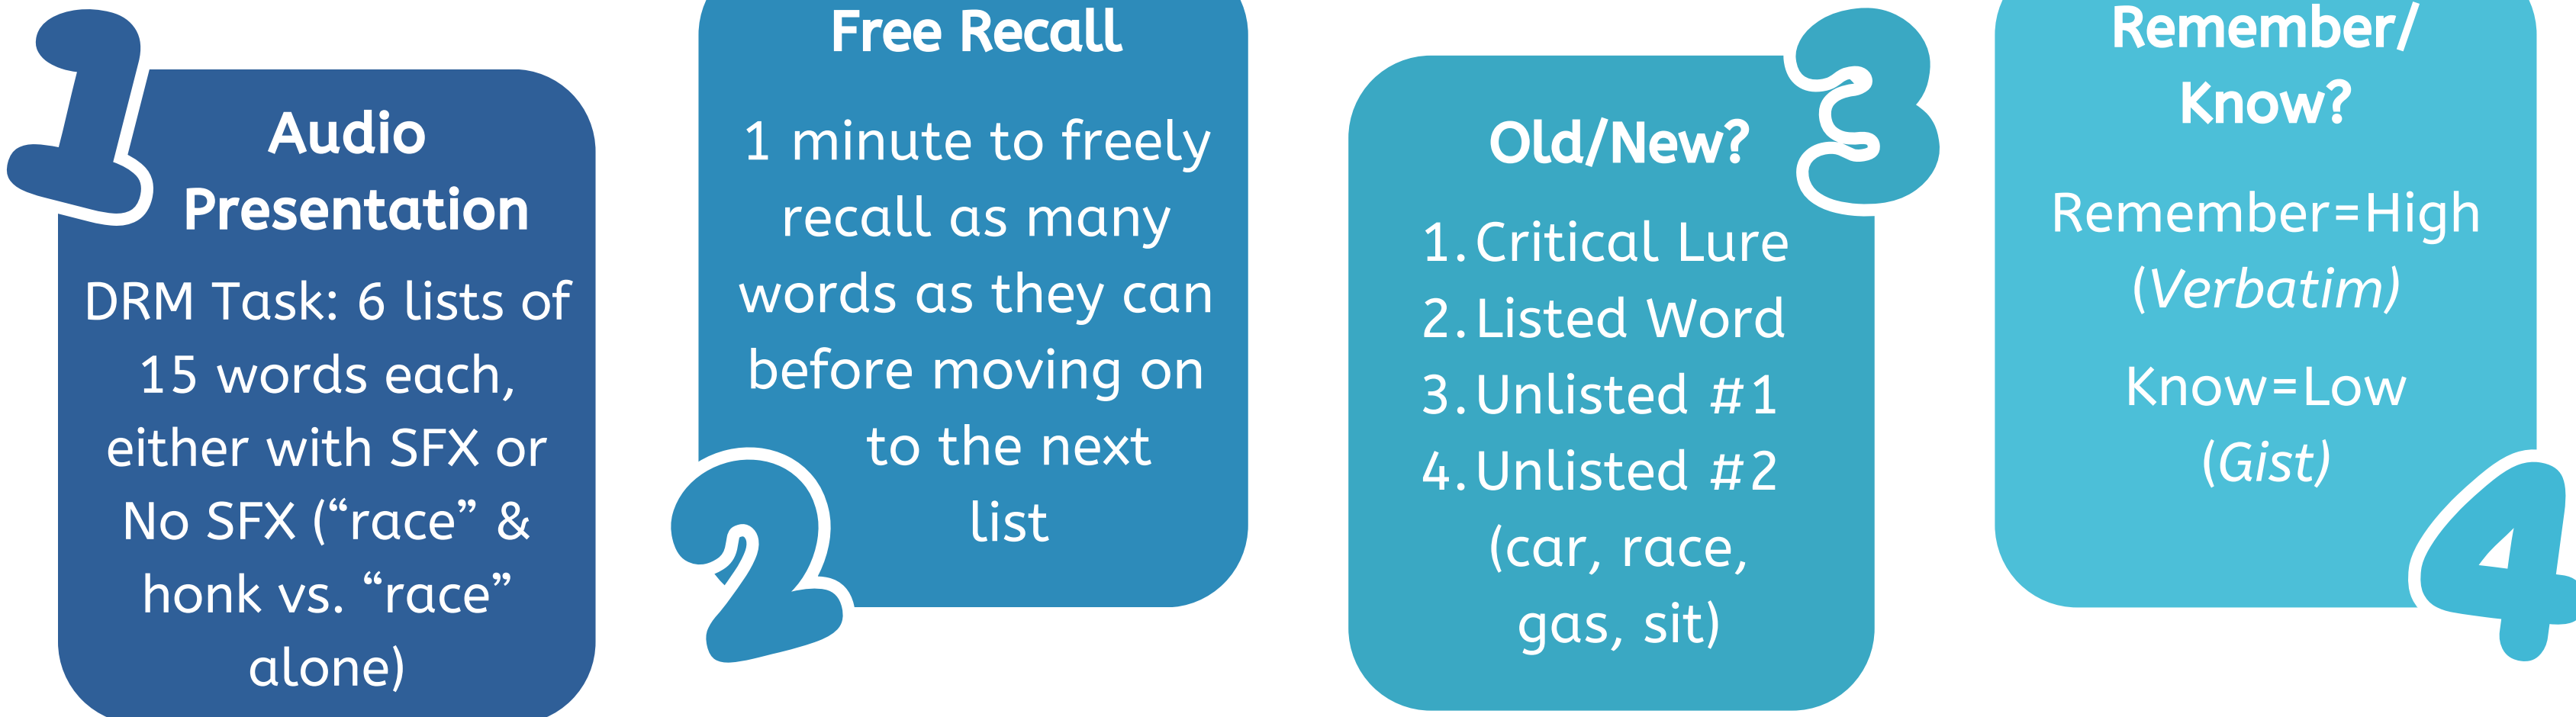 1
Audio
Presentation
DRM Task: 6 lists of
15 words each,
either with SFX or
No SFX (“race” &
honk vs. “race”
alone)
Free Recall
1 minute to freely
recall as many
words as they can
before moving on
to the next
list
2
3
Old/New?
1. Critical Lure
2. Listed Word
3. Unlisted #1
4. Unlisted #2
(car, race,
gas, sit)
Remember/
Know?
Remember=High
(Verbatim)
Know=Low
(Gist)
4